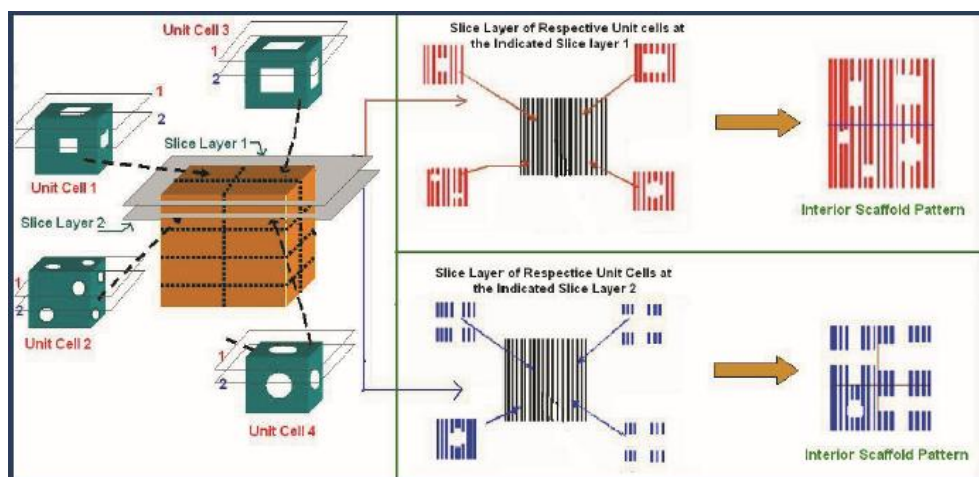 Unit Cell 3
1
2
1
2
Unit Cell 1
Slice Layer 1
Slice Layer 2
1
2
Unit Cell 2
1
2
Unit Cell 4
Slice Layer of Respective Unit cells at
the Indicated Slice layer 1
Interior Scaffold Pattern
Slice Layer of Respectice Unit Cells at
the Indicated Slice Layer 2
Interior Scaffold Pattern